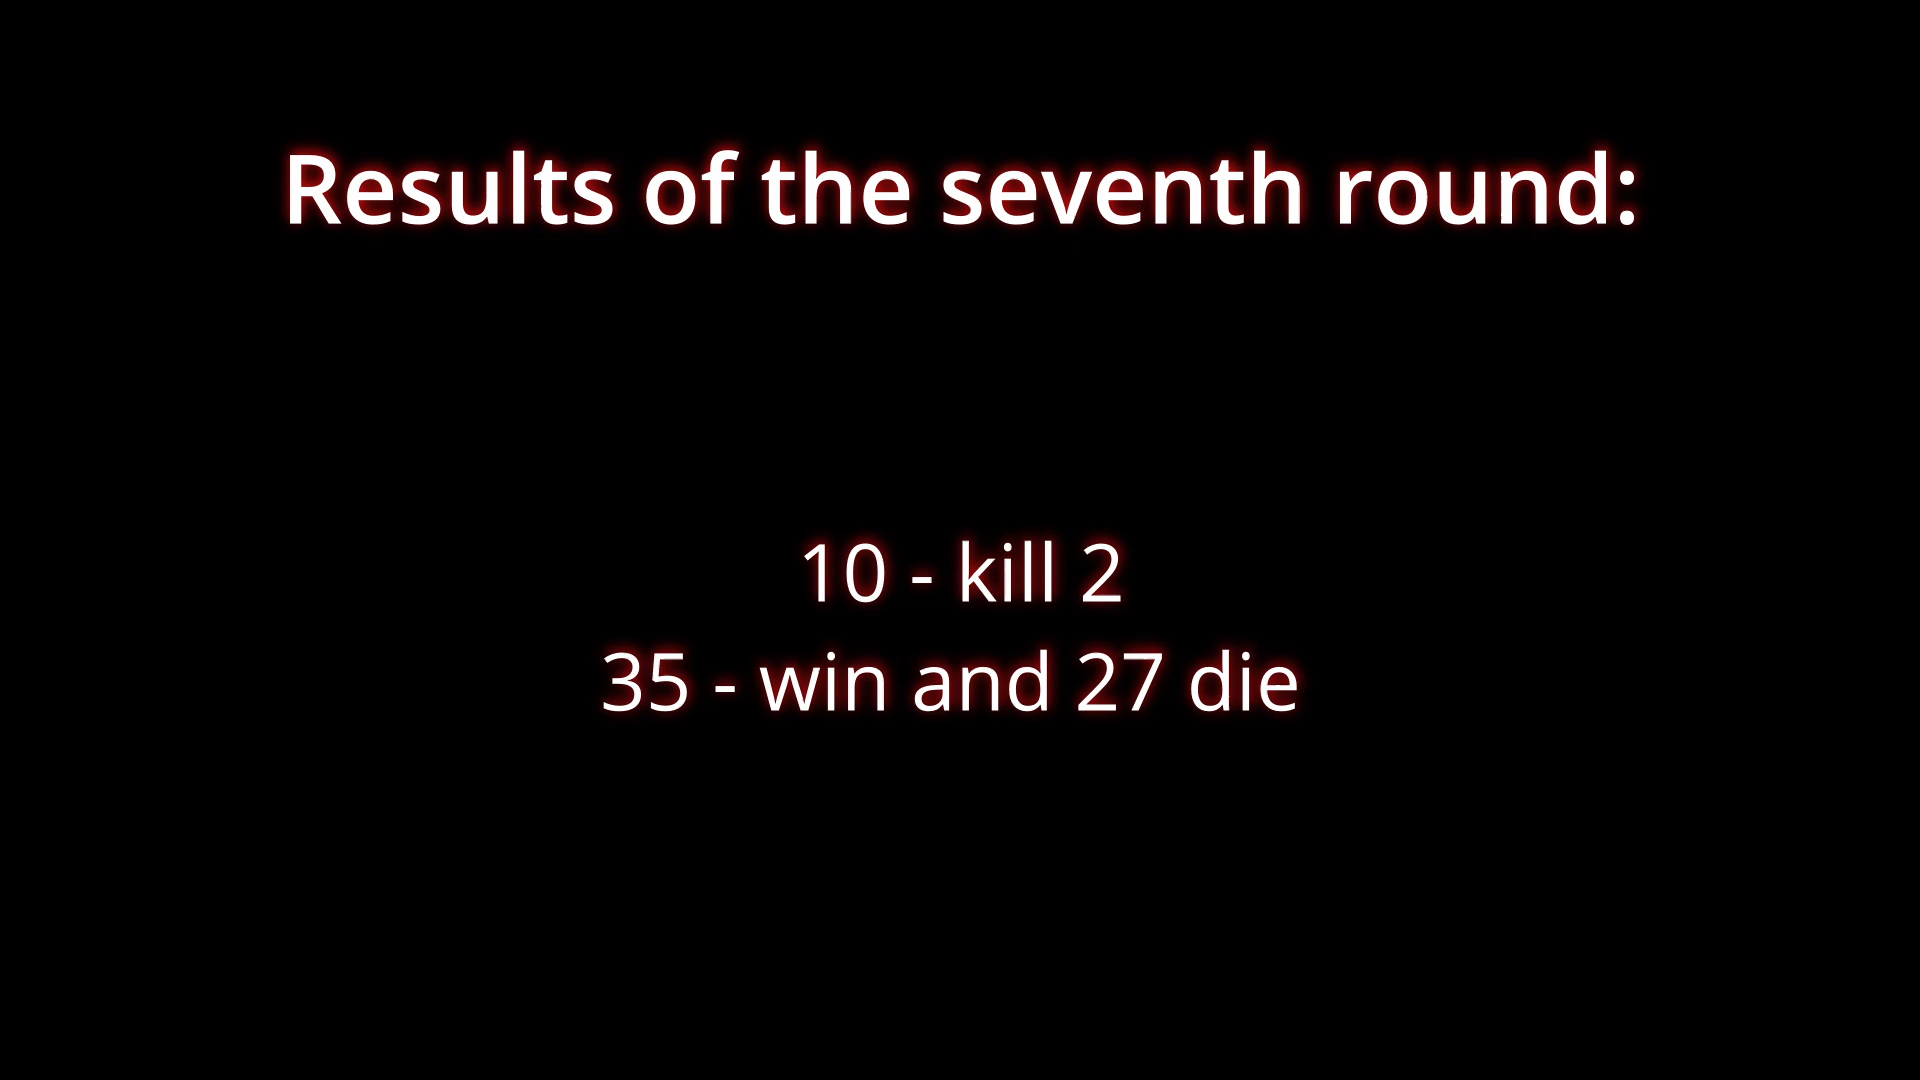 Results of the seventh round:
10 - kill 2
35 - win and 27 die